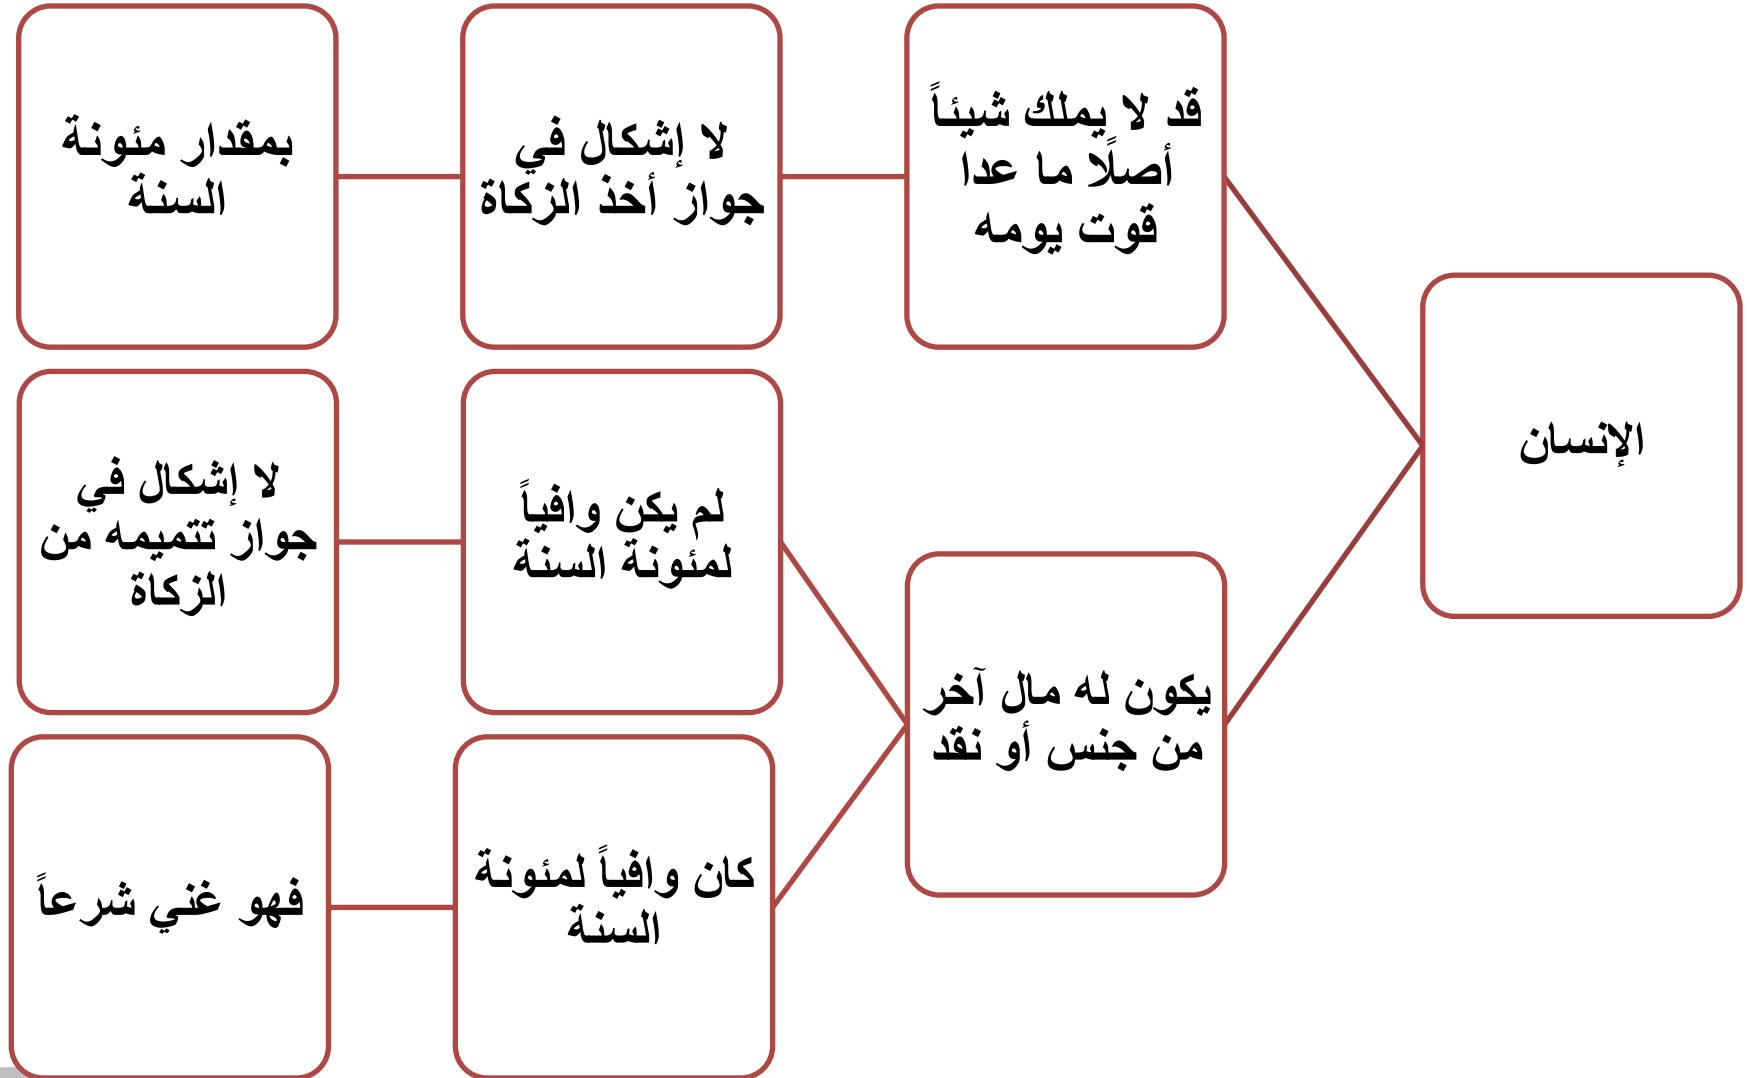 الإنسان
قد لا يملك شيئاً
أصلًا ما عدا
قوت يومه
لا إشكال في
جواز أخذ الزكاة
بمقدار مئونة
السنة
يكون له مال آخر
من جنس أو نقد
لم يكن وافياً
لمئونة السنة
لا إشكال في
جواز تتميمه من
الزكاة
كان وافياً لمئونة
السنة
فهو غني شرعاً